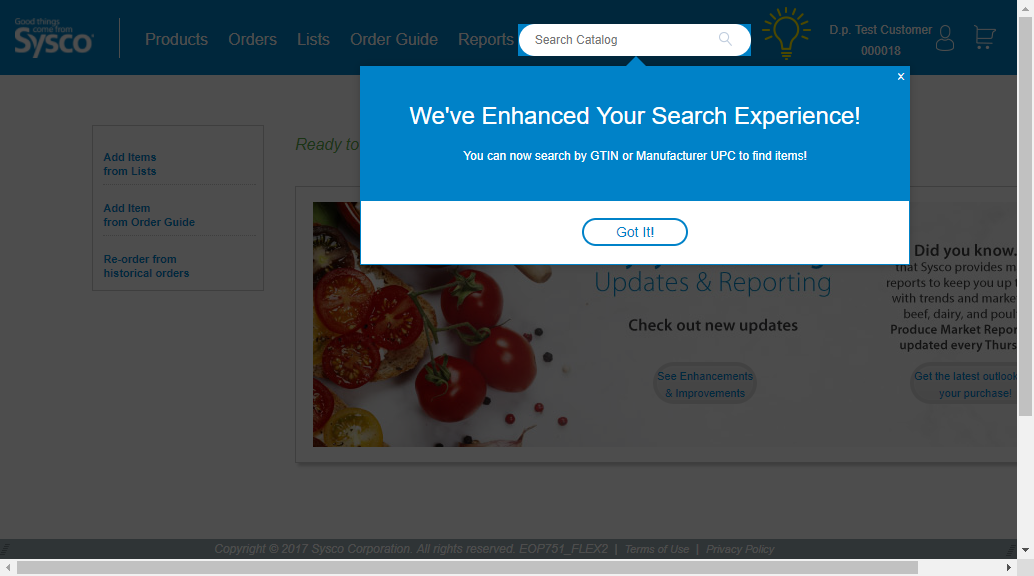 Good things
come from
Sysco
Products Orders Lists Order Guide Reports
Search Catalog
D.p. Test Customer
000018
x
We've Enhanced Your Search Experience!
You can now search by GTIN or Manufacturer UPC to find items!
Got It!
Add Items
from Lists
Add Item
from Order Guide
Re-order from
historical orders
Ready to
Updates & Reporting
Check out new updates
See Enhancements
& Improvements
Did you know.
that Sysco provides m
reports to keep you up t
with trends and marke
beef, dairy, and poul
Produce Market Repor
updated every Thurs
Get the latest outlook
your purchase!
Copyright © 2017 Sysco Corporation. All rights reserved. EOP751_FLEX2 | Terms of Use | Privacy Policy